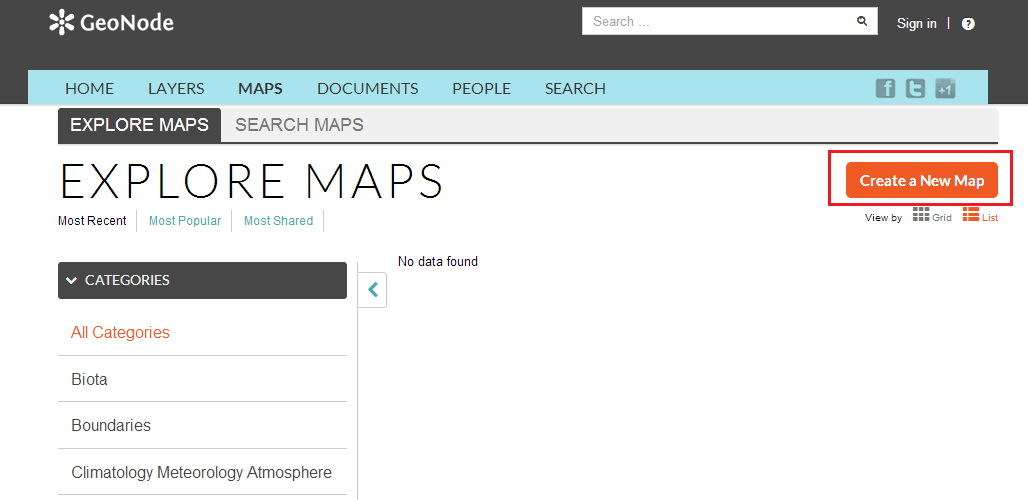 GeoNode
Search ...
Sign in | ?
HOME LAYERS MAPS DOCUMENTS PEOPLE SEARCH f t +1
EXPLORE MAPS SEARCH MAPS
EXPLORE MAPS
Create a New Map
Most Recent Most Popular Most Shared
View by Grid List
CATEGORIES
No data found
All Categories
Biota
Boundaries
Climatology Meteorology Atmosphere